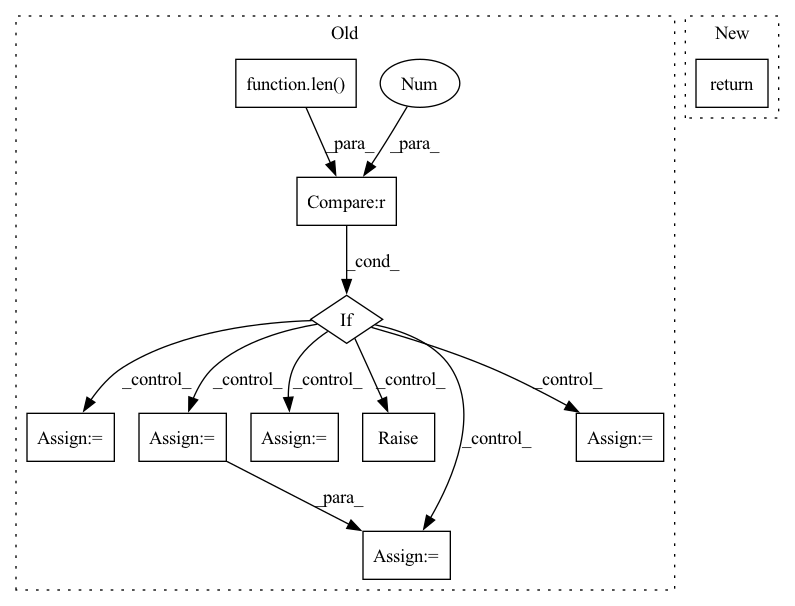 Old
New
function.len()
Num
return
_para_
_para_
Compare:r
_cond_
If
_control_
_control_
_control_
_control_
_control_
_control_
Assign:=
Assign:=
Assign:=
Raise
Assign:=
_para_
Assign:=